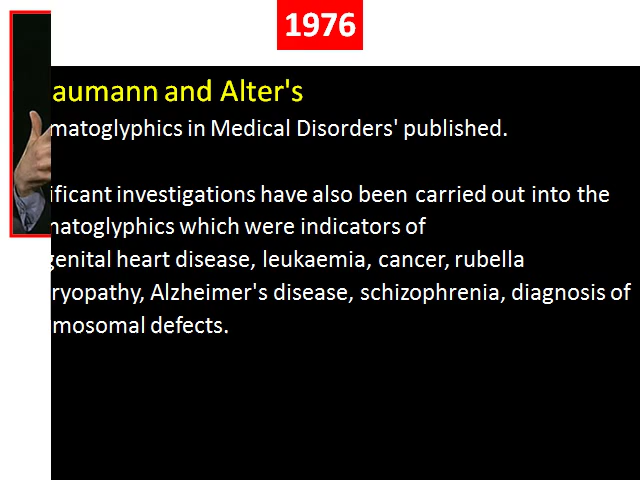 1976
aumann and Alter's
matoglyphics in Medical Disorders' published.
ificant investigations have also been carried out into the
matoglyphics which were indicators of
genital heart disease, leukaemia, cancer, rubella
ryopathy, Alzheimer's disease, schizophrenia, diagnosis of
mosomal defects.